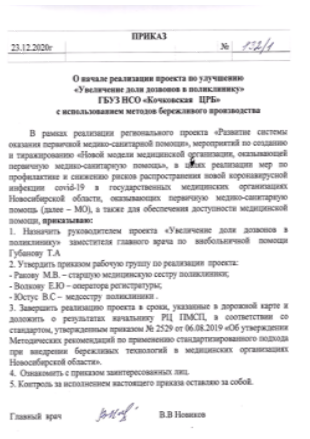 ПРИКАЗ
23.12.2020г № 132/1
О начале реализации проекта по улучшению
«Увеличение доли дозвонов в поликлинику»
ГБУЗ НСО «Кочковская ЦРБ»
с использованием методов бережливого производства
В рамках реализации регионального проекта «Развитие системы
оказания первичной медико-санитарной помощи», мероприятий по созданию
и тиражированию «Новой модели медицинской организации, оказывающей
первичную медико-санитарную помощь», в целях реализации мер по
профилактике и снижению рисков распространения новой коронавирусной
инфекции covid-19 в государственных медицинских организациях
Новосибирской области, оказывающих первичную медико-санитарную
помощь (далее – МО), а также для обеспечения доступности медицинской
помощи, приказываю:
1. Назначить руководителем проекта «Увеличение доли дозвонов в
поликлинику» заместителя главного врача по внебольничной помощи
Губанову Т.А
2. Утвердить приказом рабочую группу по реализации проекта:
- Ракову М.В. – старшую медицинскую сестру поликлиники;
- Волкову Е.Ю – оператора регистратуры;
- Юстус В.С – медсестру поликлиники .
3. Завершить реализацию проекта в сроки, указанные в дорожной карте и
доложить о результатах начальнику РЦ ПМСП, в соответствии со
стандартом, утвержденным приказом № 2529 от 06.08.2019 «Об утверждении
Методических рекомендаций по применению стандартизированного подхода
при внедрении бережливых технологий в медицинских организациях
Новосибирской области».
4. Ознакомить с приказом заинтересованных лиц.
5. Контроль за исполнением настоящего приказа оставляю за собой.
Главный врач В.В Новиков